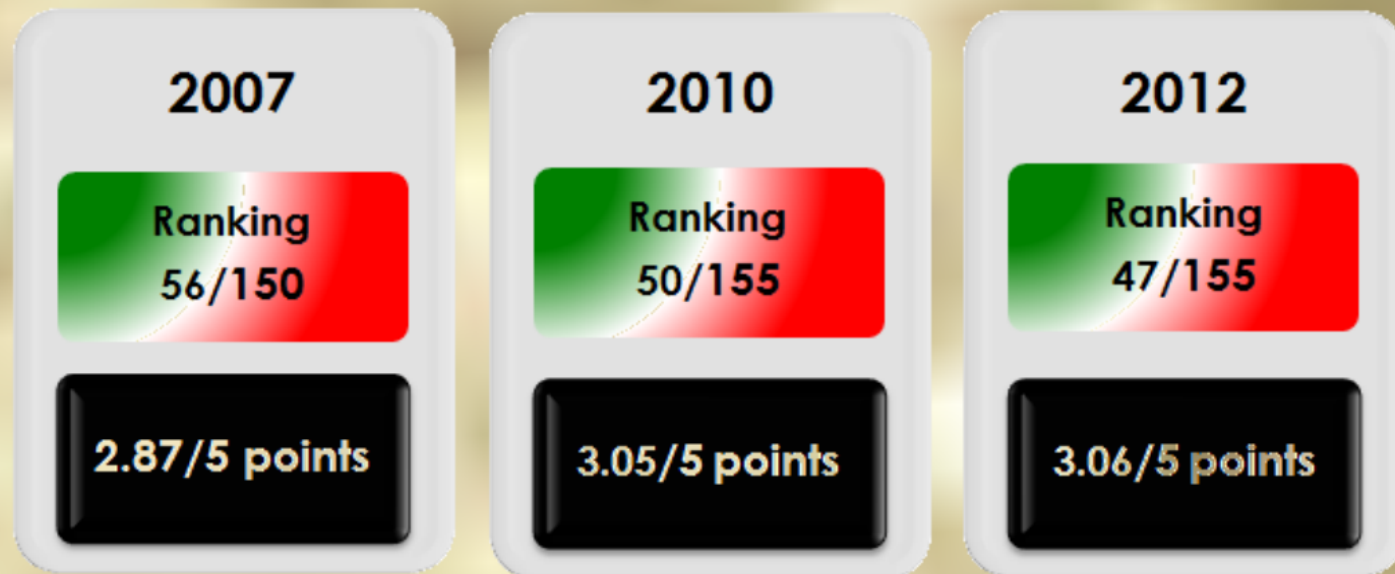 2007
Ranking
56/150
2.87/5 points
2010
Ranking
50/155
3.05/5 points
2012
Ranking
47/155
3.06/5 points